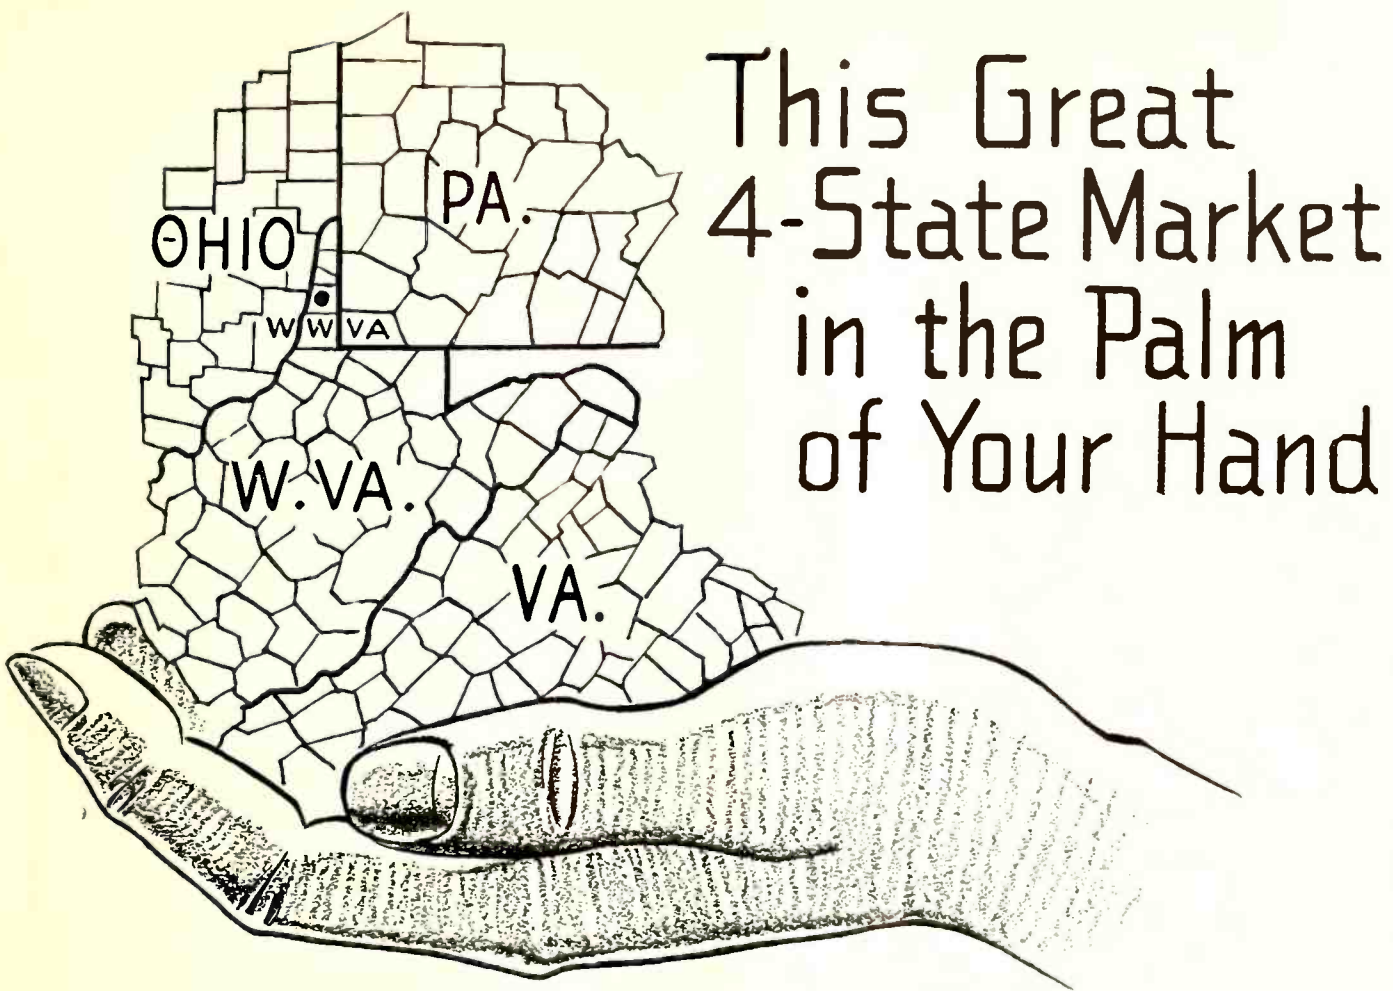 This Great
4-State Market
in the Palm
of Your Hand
PA.
OHIO
WWVA
W.VA.
VA.